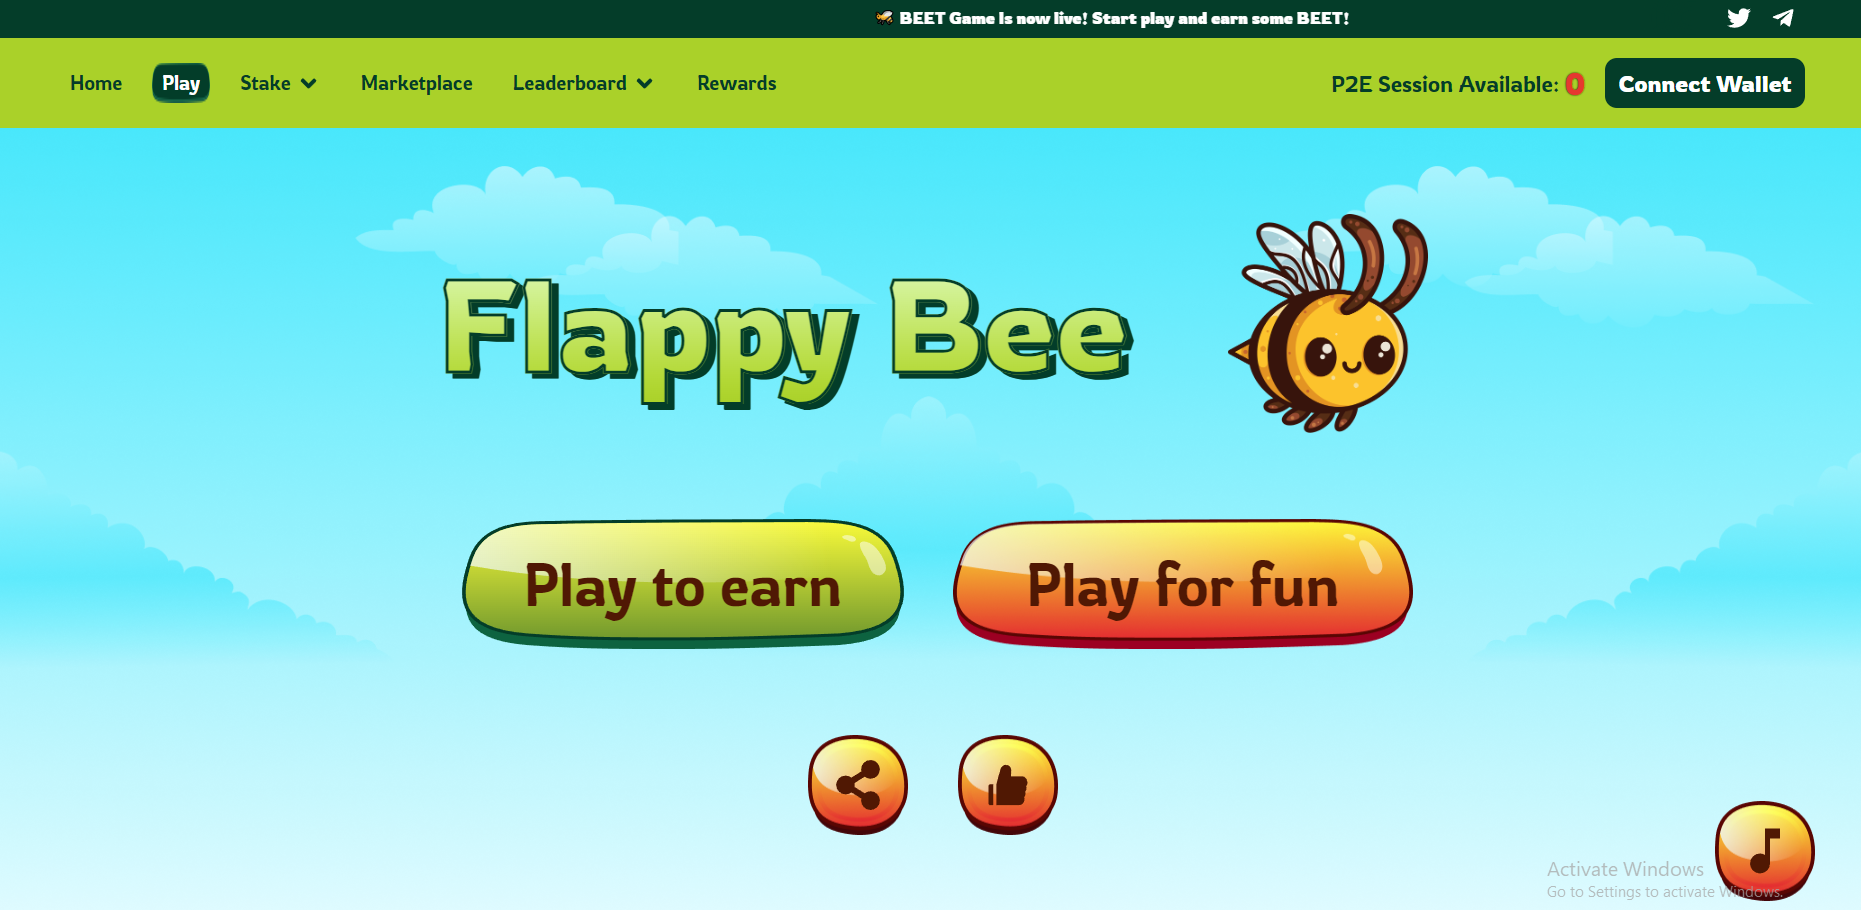 BEET Game is now live! Start play and earn some BEET!
Home Play Stake Marketplace Leaderboard Rewards P2E Session Available: 0 Connect Wallet
Flappy Bee
Play to earn Play for fun
Activate Windows
Go to Settings to activate Windows.